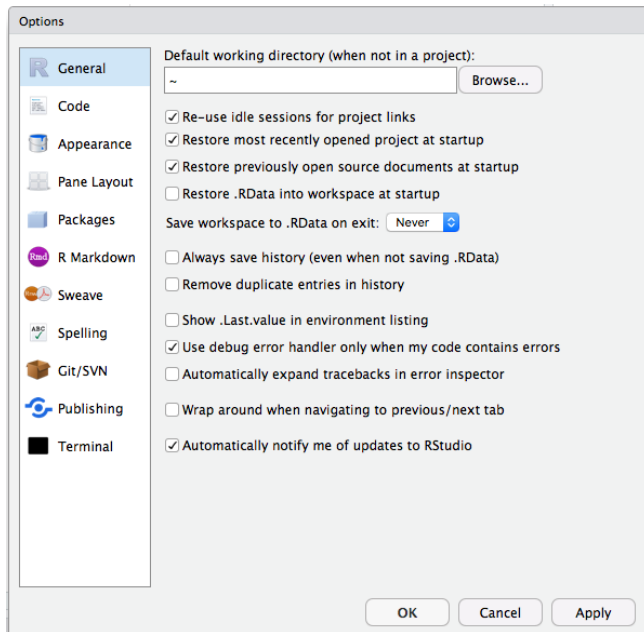 Options
General
Code
Appearance
Pane Layout
Packages
Rmd R Markdown
Sweave
ABC Spelling
Git/SVN
Publishing
Terminal
Default working directory (when not in a project):
~ Browse...
Re-use idle sessions for project links
Restore most recently opened project at startup
Restore previously open source documents at startup
Restore .RData into workspace at startup
Save workspace to .RData on exit: Never
Always save history (even when not saving .RData)
Remove duplicate entries in history
Show .Last.value in environment listing
Use debug error handler only when my code contains errors
Automatically expand tracebacks in error inspector
Wrap around when navigating to previous/next tab
Automatically notify me of updates to RStudio
OK Cancel Apply